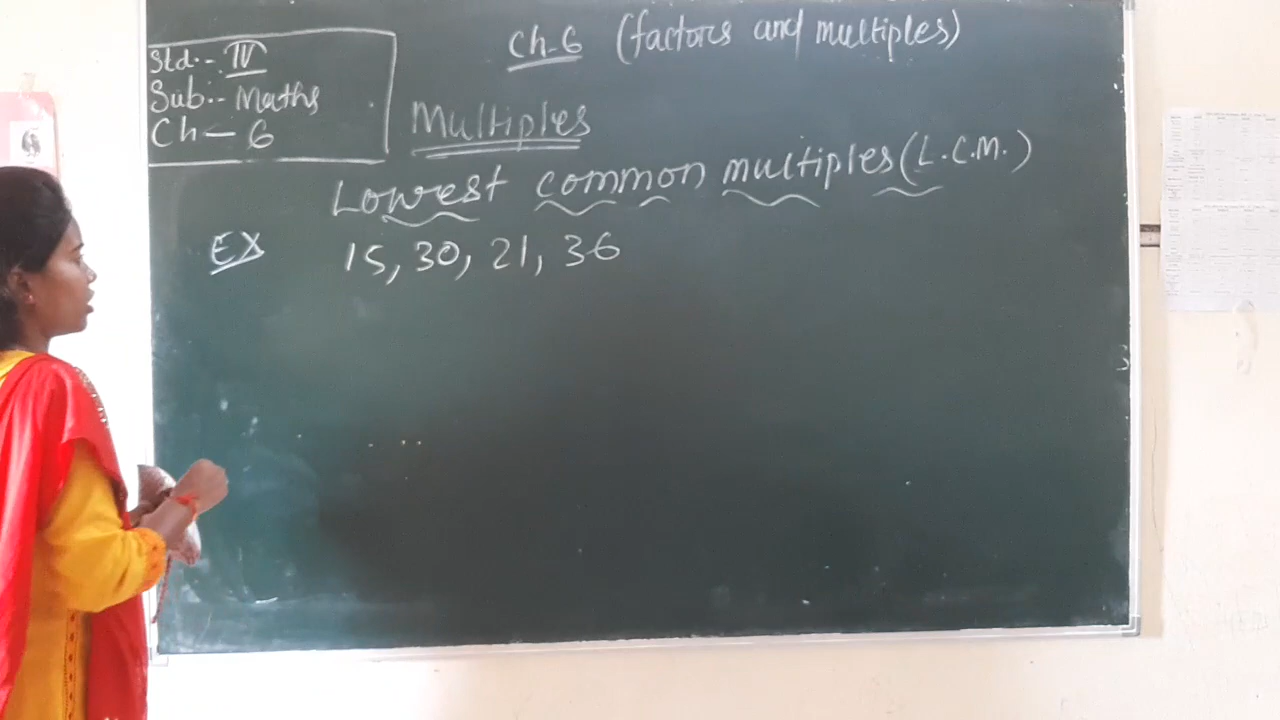 Std.- IV
Sub:- Maths
Ch- 6
Ch-6 (factors and multiples)
Multiples
Lowest common multiples (L.C.M.)
EX 15, 30, 21, 36